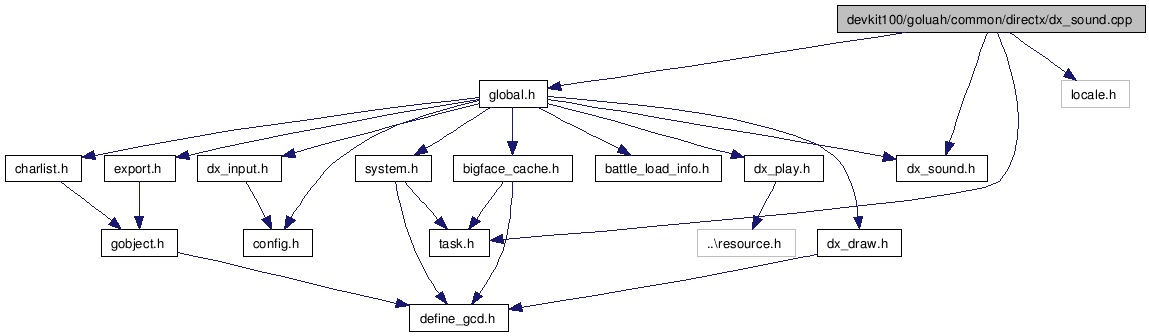 devkit100/goluah/common/directx/dx_sound.cpp
global.h
locale.h
charlist.h
export.h
dx_input.h
system.h
bigface_cache.h
battle_load_info.h
dx_play.h
dx_sound.h
gobject.h
config.h
task.h
..\resource.h
dx_draw.h
define_gcd.h